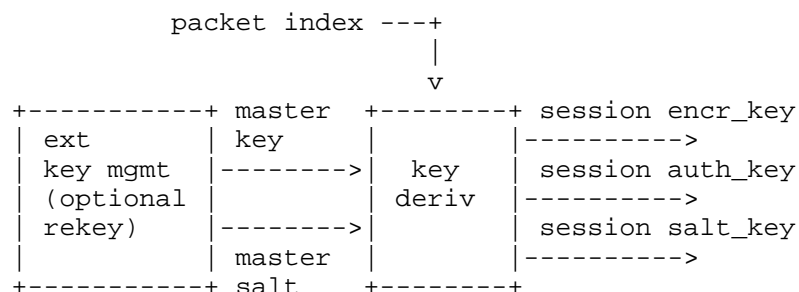 packet index ---+
|
v
+-----------+ master +--------+ session encr_key
| ext | key | |---------->
| key mgmt |-------->| key | session auth_key
| (optional | | deriv |---------->
| rekey) |-------->| | session salt_key
| | master | |---------->
+-----------+ salt +--------+